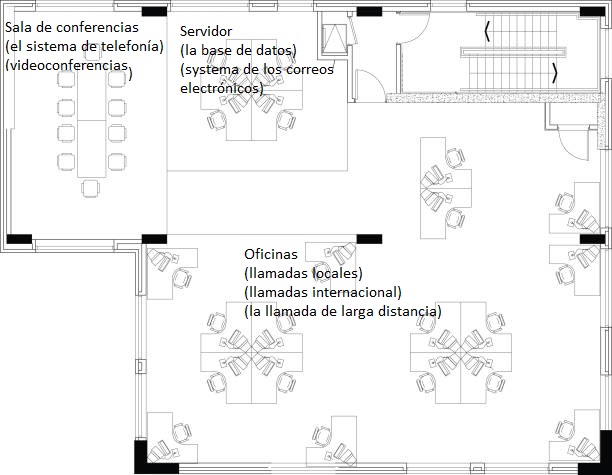 Sala de conferencias
(el sistema de telefonía)
(videoconferencias
)
Servidor
(la base de datos)
(systema de los correos
electrónicos)
Oficinas
(llamadas locales)
(llamadas internacional)
(la llamada de larga distancia)